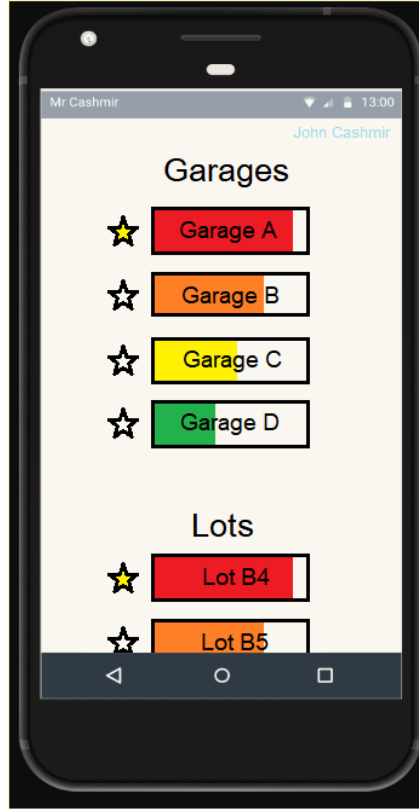 Mr Cashmir 13:00
John Cashmir
Garages
Garage A
Garage B
Garage C
Garage D
Lots
Lot B4
Lot B5